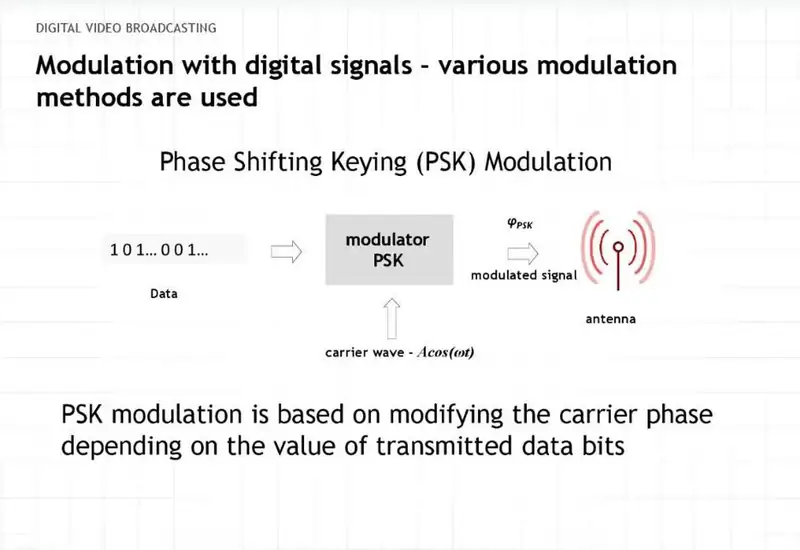 DIGITAL VIDEO BROADCASTING
Modulation with digital signals - various modulation
methods are used
Phase Shifting Keying (PSK) Modulation
1 0 1... 0 0 1...
Data
modulator
PSK
carrier wave - Acos(ωt)
φPSK
modulated signal
antenna
PSK modulation is based on modifying the carrier phase
depending on the value of transmitted data bits